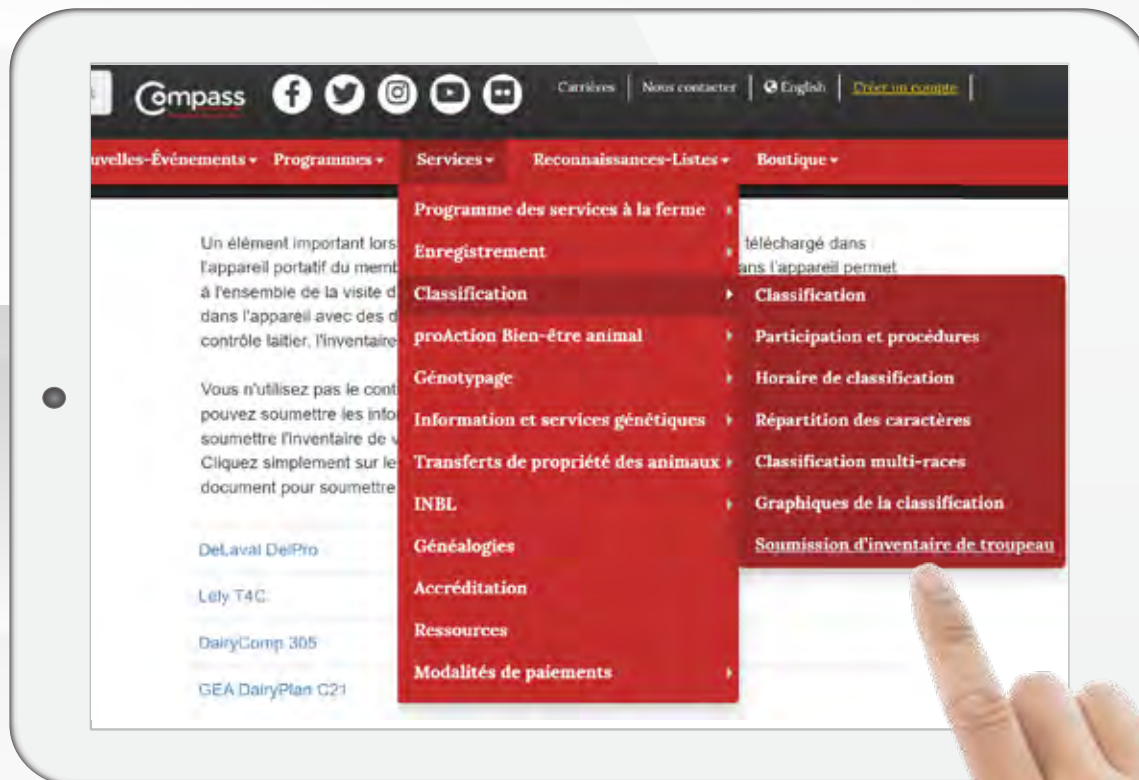 Compass
Carrières | Nous contacter | English | Créer un compte |
uvelles-Événements Programmes Services Reconnaissances-Listes Boutique
Programme des services à la ferme
Enregistrement
Classification
proAction Bien-être animal
Génotypage
Information et services génétiques
Transferts de propriété des animaux
INBL
Généalogies
Accréditation
Ressources
Modalités de paiements
Classification
Participation et procédures
Horaire de classification
Répartition des caractères
Classification multi-races
Graphiques de la classification
Soumission d'inventaire de troupeau
Un élément important lors téléchargé dans
l'appareil portatif du memb ans l'appareil permet
à l'ensemble de la visite d
dans l'appareil avec des d
contrôle laitier, l'inventaire
Vous n'utilisez pas le cont
pouvez soumettre les info
soumettre l'inventaire de v
Cliquez simplement sur le
document pour soumettre
DeLaval DelPro
Lely T4C
DairyComp 305
GEA DairyPlan C21